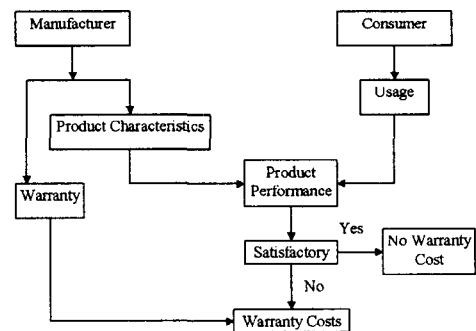 Manufacturer
Consumer
Usage
Product Characteristics
Product
Performance
Warranty
Yes
Satisfactory
No Warranty
Cost
No
Warranty Costs